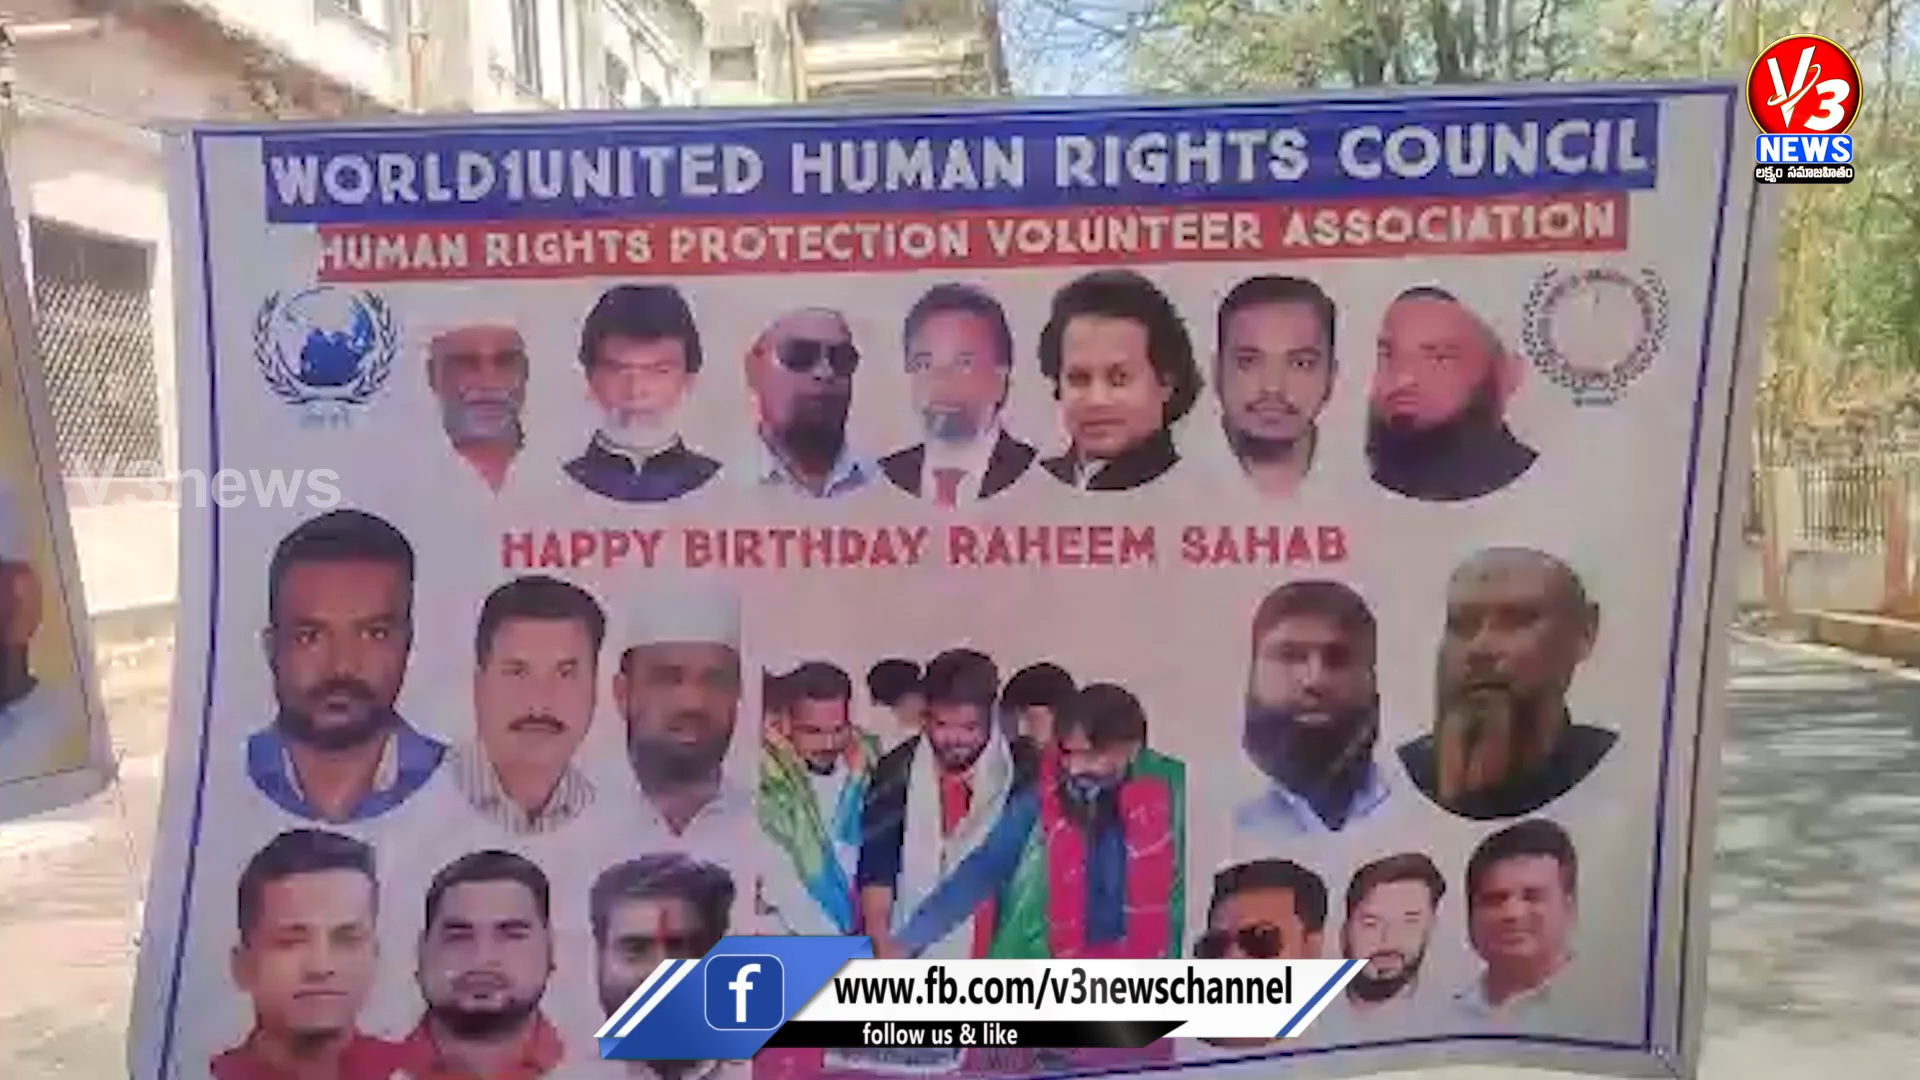 V3
NEWS
లక్ష్యం సమాజహితం
WORLD1UNITED HUMAN RIGHTS COUNCIL
HUMAN RIGHTS PROTECTION VOLUNTEER ASSOCIATION
V3news
HAPPY BIRTHDAY RAHEEM SAHAB
f www.fb.com/v3newschannel
follow us & like